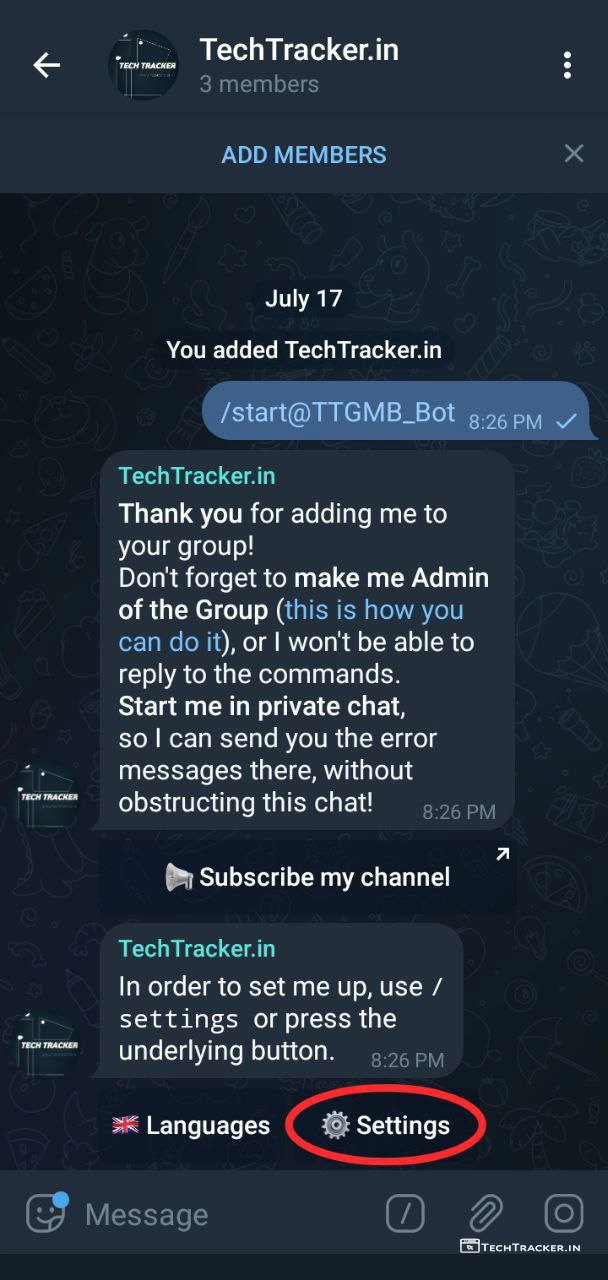 TechTracker.in
3 members
ADD MEMBERS
July 17
You added TechTracker.in
/start@TTGMB_Bot 8:26 PM
TechTracker.in
Thank you for adding me to
your group!
Don't forget to make me Admin
of the Group (this is how you
can do it), or I won't be able to
reply to the commands.
Start me in private chat,
so I can send you the error
messages there, without
obstructing this chat! 8:26 PM
TECH TRACKER
Subscribe my channel
TechTracker.in
In order to set me up, use /
settings or press the
underlying button. 8:26 PM
TECH TRACKER
Languages Settings
Message
TECHTRACKER.IN